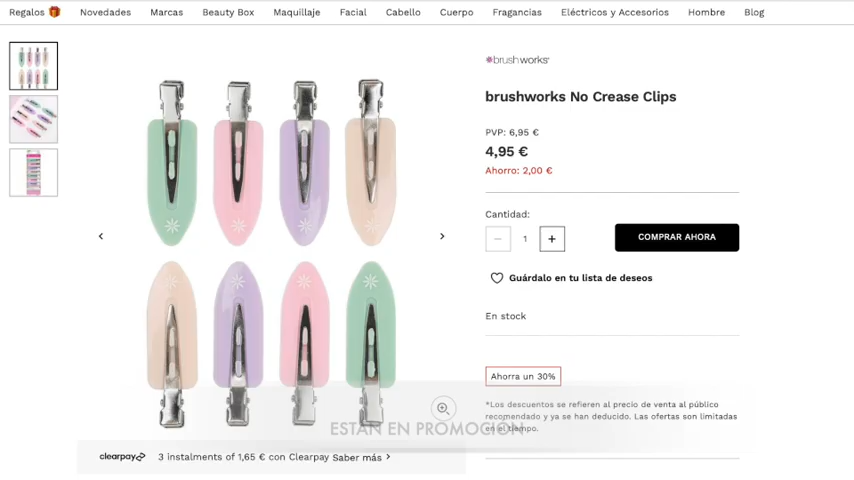 Regalos 🎁 Novedades Marcas Beauty Box Maquillaje Facial Cabello Cuerpo Fragancias Eléctricos y Accesorios Hombre Blog
brushworks
brushworks No Crease Clips
PVP: 6,95 €
4,95 €
Ahorro: 2,00 €
Cantidad:
− 1 +
COMPRAR AHORA
Guárdalo en tu lista de deseos
En stock
Ahorra un 30%
*Los descuentos se refieren al precio de venta al público
recomendado y ya se han deducido. Las ofertas son limitadas
en el tiempo.
ESTÁN EN PROMOCIÓN
clearpay 3 instalments of 1,65 € con Clearpay Saber más >